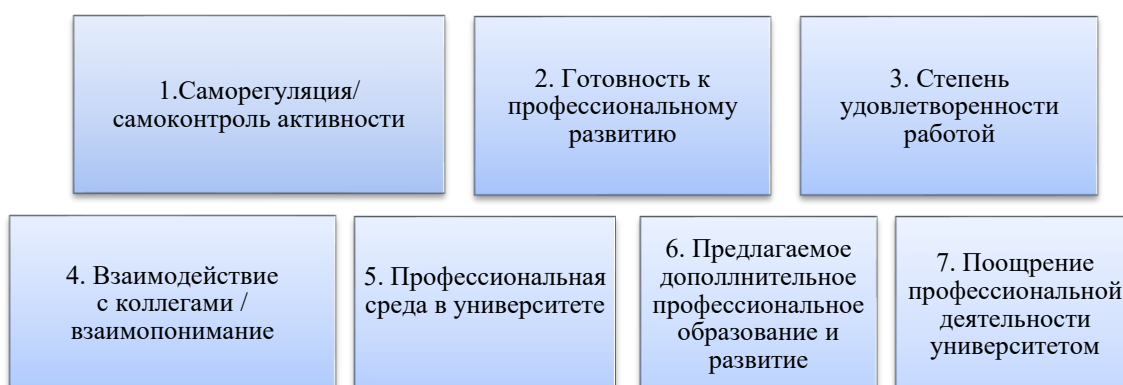 1.Саморегуляция/
самоконтроль активности
2. Готовность к
профессиональному
развитию
3. Степень
удовлетворенности
работой
4. Взаимодействие
с коллегами /
взаимопонимание
5. Профессиональная
среда в университете
6. Предлагаемое
дополлнительное
профессиональное
образование и
развитие
7. Поощрение
профессиональной
деятельности
университетом